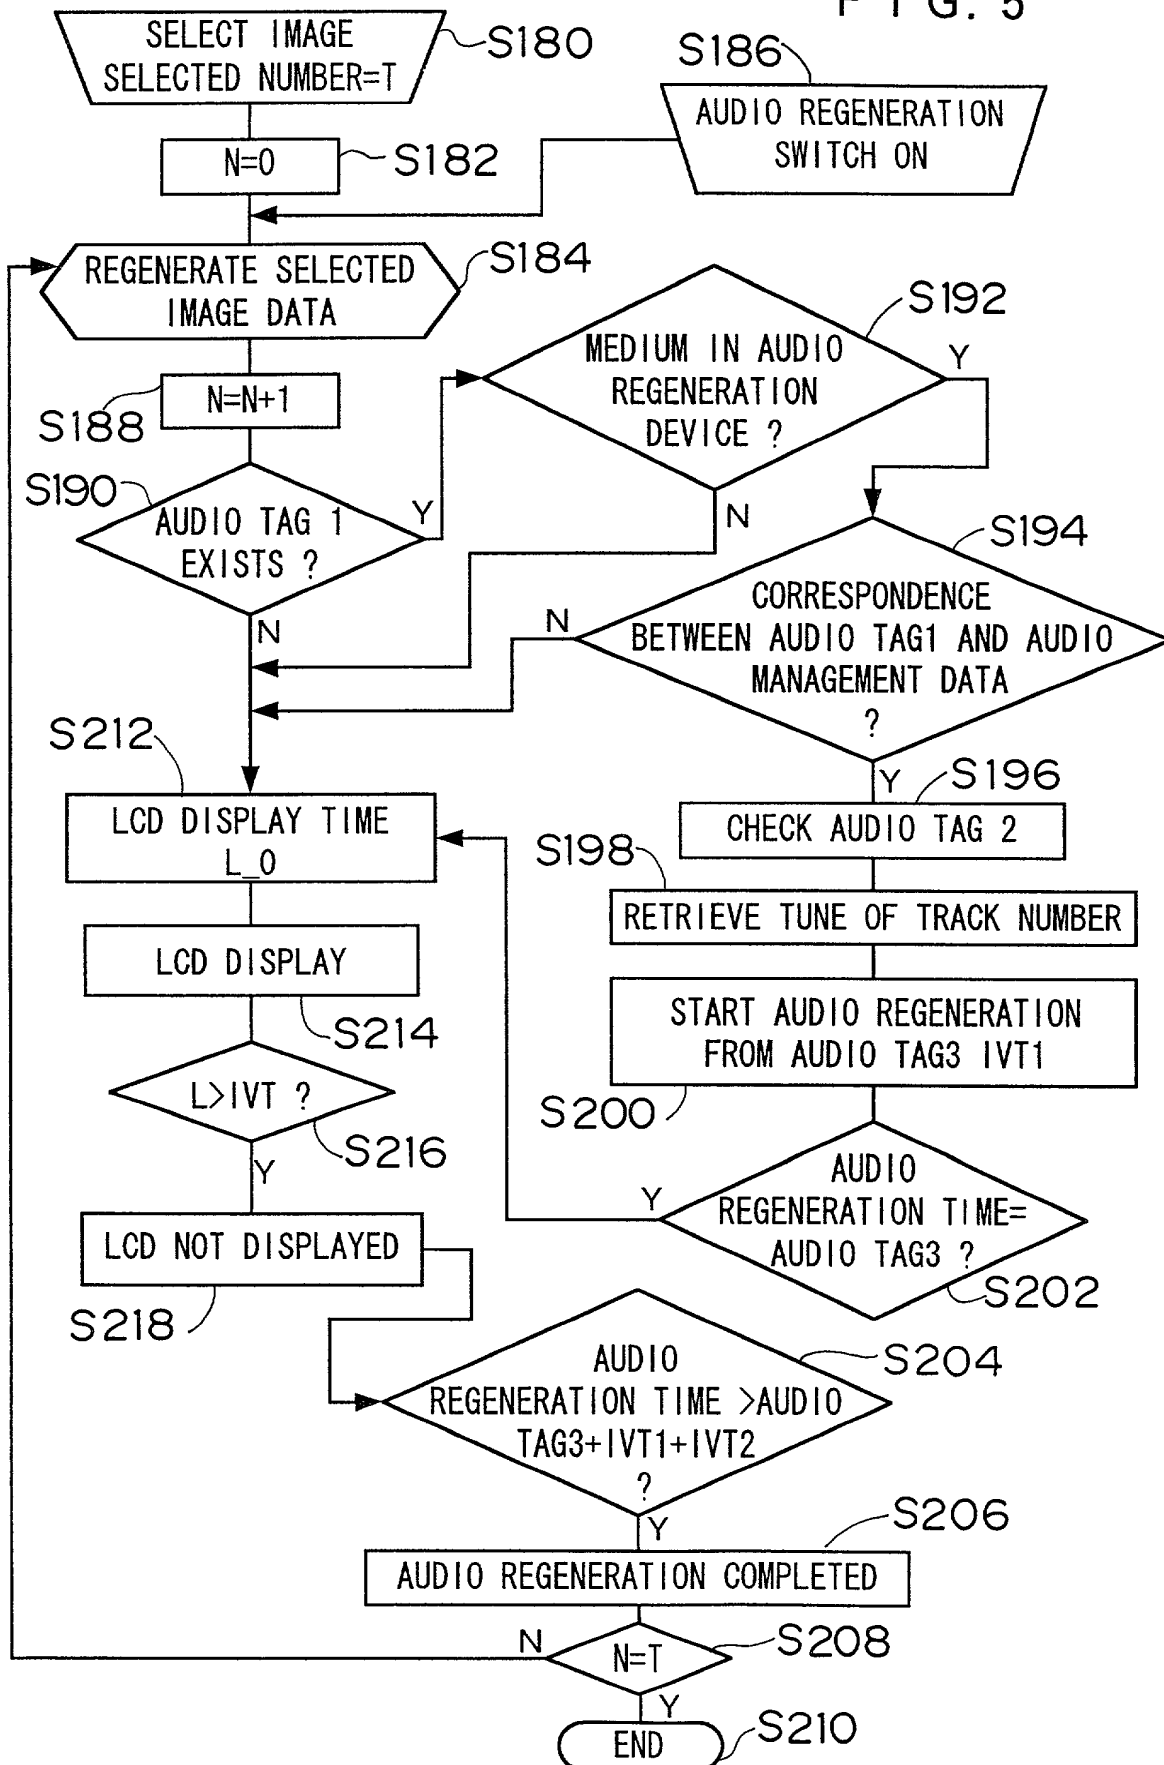 FIG. 5
SELECT IMAGE
SELECTED NUMBER=T
S180
S186
AUDIO REGENERATION
SWITCH ON
N=0
S182
REGENERATE SELECTED
IMAGE DATA
S184
S192
MEDIUM IN AUDIO
REGENERATION
DEVICE ?
Y
N
N=N+1
S188
S190
AUDIO TAG 1
EXISTS ?
Y
N
S194
CORRESPONDENCE
BETWEEN AUDIO TAG1 AND AUDIO
MANAGEMENT DATA
?
N
Y
S212
LCD DISPLAY TIME
L_0
S196
CHECK AUDIO TAG 2
S198
RETRIEVE TUNE OF TRACK NUMBER
LCD DISPLAY
S214
START AUDIO REGENERATION
FROM AUDIO TAG3 IVT1
S200
L>IVT ?
S216
Y
AUDIO
REGENERATION TIME=
AUDIO TAG3 ?
Y
S202
LCD NOT DISPLAYED
S218
AUDIO
REGENERATION TIME >AUDIO
TAG3+IVT1+IVT2
?
S204
Y
S206
AUDIO REGENERATION COMPLETED
N
N=T
S208
Y
END
S210